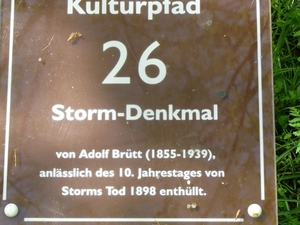 Kulturpfad
26
Storm-Denkmal
von Adolf Brütt (1855-1939),
anlässlich des 10. Jahrestages von
Storms Tod 1898 enthüllt.